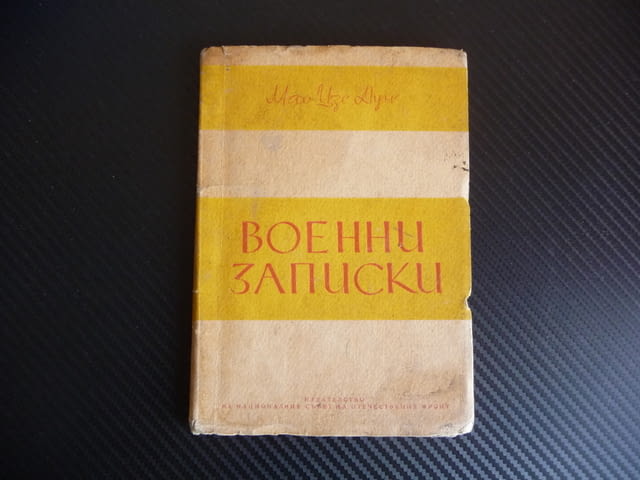 Мао Цзе Дун
ВОЕННИ
ЗАПИСКИ
ИЗДАТЕЛСТВО
НА НАЦИОНАЛНИЯ СЪВЕТ НА ОТЕЧЕСТВЕНИЯ ФРОНТ